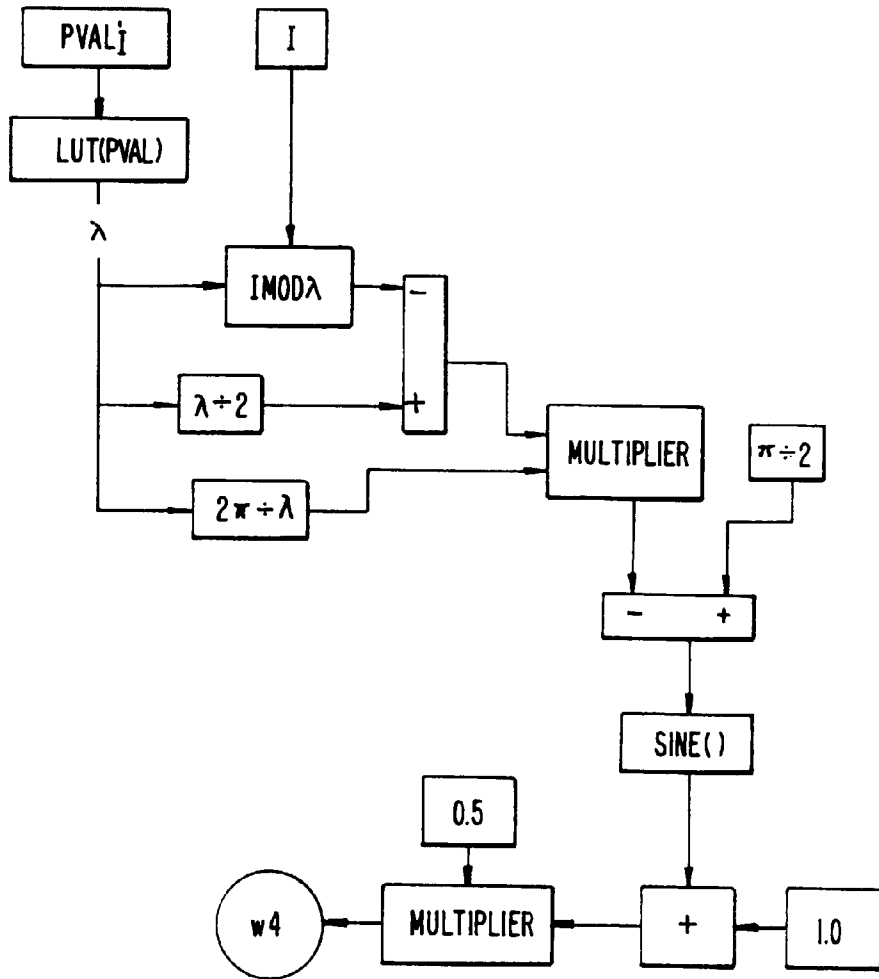 PVALi
I
LUT(PVAL)
λ
IMODλ
-
λ÷2
+
MULTIPLIER
π÷2
2π÷λ
- +
SINE()
0.5
w4
MULTIPLIER
+
1.0